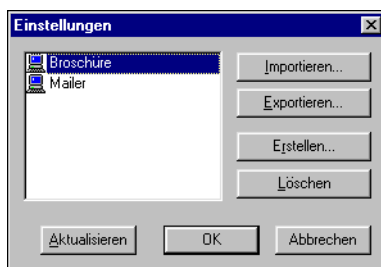 Einstellungen
Broschüre
Mailer
Importieren...
Exportieren...
Erstellen...
Löschen
Aktualisieren
OK
Abbrechen